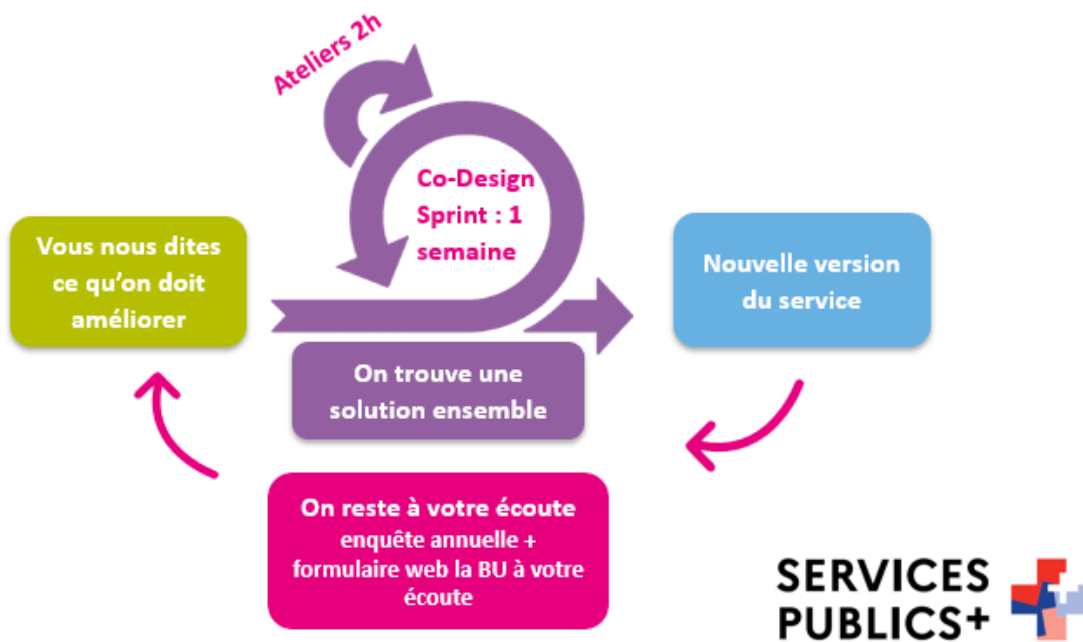 Ateliers 2h
Co-Design
Sprint : 1
semaine
Vous nous dites
ce qu'on doit
améliorer
Nouvelle version
du service
On trouve une
solution ensemble
On reste à votre écoute
enquête annuelle +
formulaire web la BU à votre
écoute
SERVICES
PUBLICS+